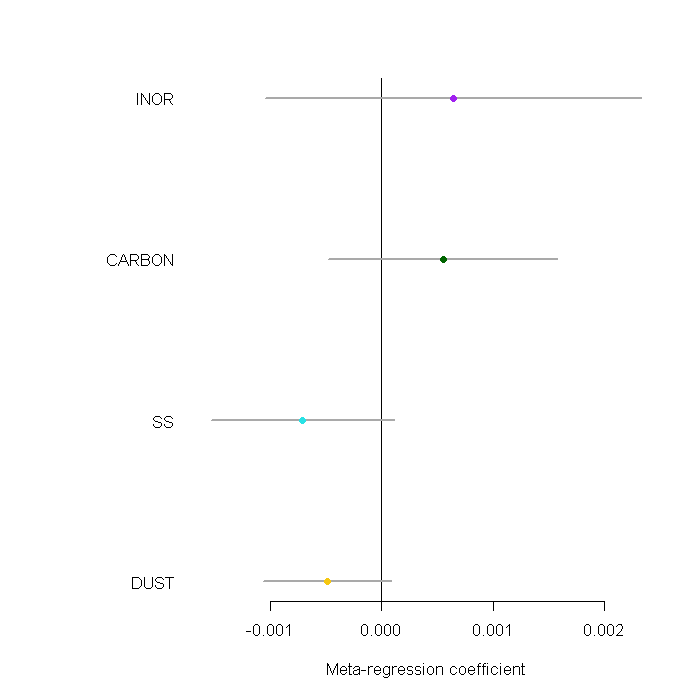 INOR
CARBON
SS
DUST
-0.001 0.000 0.001 0.002
Meta-regression coefficient